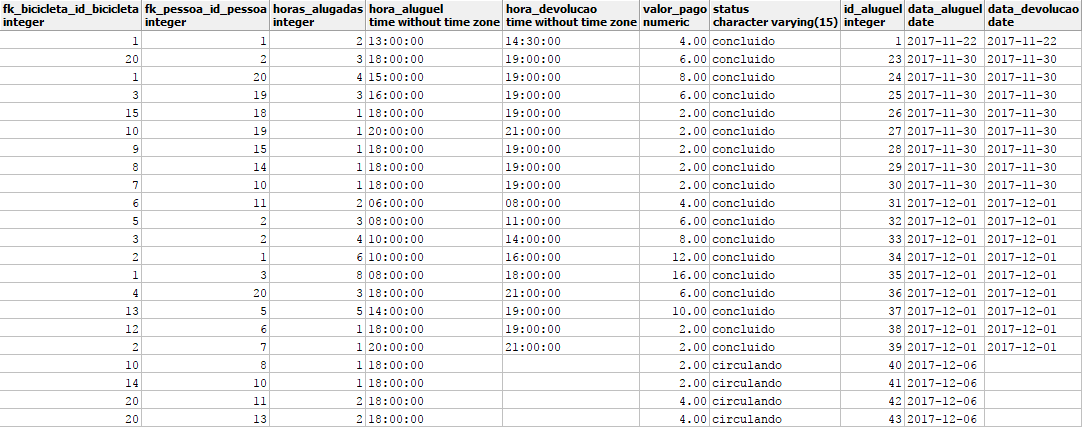 fk_bicicleta_id_bicicleta fk_pessoa_id_pessoa horas_alugadas hora_aluguel hora_devolucao valor_pago status id_aluguel data_aluguel data_devolucao
integer integer integer time without time zone time without time zone numeric character varying(15) integer date date
1 1 2 13:00:00 14:30:00 4.00 concluido 1 2017-11-22 2017-11-22
20 2 3 18:00:00 19:00:00 6.00 concluido 23 2017-11-30 2017-11-30
1 20 4 15:00:00 19:00:00 8.00 concluido 24 2017-11-30 2017-11-30
3 19 3 16:00:00 19:00:00 6.00 concluido 25 2017-11-30 2017-11-30
15 18 1 18:00:00 19:00:00 2.00 concluido 26 2017-11-30 2017-11-30
10 19 1 20:00:00 21:00:00 2.00 concluido 27 2017-11-30 2017-11-30
9 15 1 18:00:00 19:00:00 2.00 concluido 28 2017-11-30 2017-11-30
8 14 1 18:00:00 19:00:00 2.00 concluido 29 2017-11-30 2017-11-30
7 10 1 18:00:00 19:00:00 2.00 concluido 30 2017-11-30 2017-11-30
6 11 2 06:00:00 08:00:00 4.00 concluido 31 2017-12-01 2017-12-01
5 2 3 08:00:00 11:00:00 6.00 concluido 32 2017-12-01 2017-12-01
3 2 4 10:00:00 14:00:00 8.00 concluido 33 2017-12-01 2017-12-01
2 1 6 10:00:00 16:00:00 12.00 concluido 34 2017-12-01 2017-12-01
1 3 8 08:00:00 18:00:00 16.00 concluido 35 2017-12-01 2017-12-01
4 20 3 18:00:00 21:00:00 6.00 concluido 36 2017-12-01 2017-12-01
13 5 5 14:00:00 19:00:00 10.00 concluido 37 2017-12-01 2017-12-01
12 6 1 18:00:00 19:00:00 2.00 concluido 38 2017-12-01 2017-12-01
2 7 1 20:00:00 21:00:00 2.00 concluido 39 2017-12-01 2017-12-01
10 8 1 18:00:00 2.00 circulando 40 2017-12-06
14 10 1 18:00:00 2.00 circulando 41 2017-12-06
20 11 2 18:00:00 4.00 circulando 42 2017-12-06
20 13 2 18:00:00 4.00 circulando 43 2017-12-06